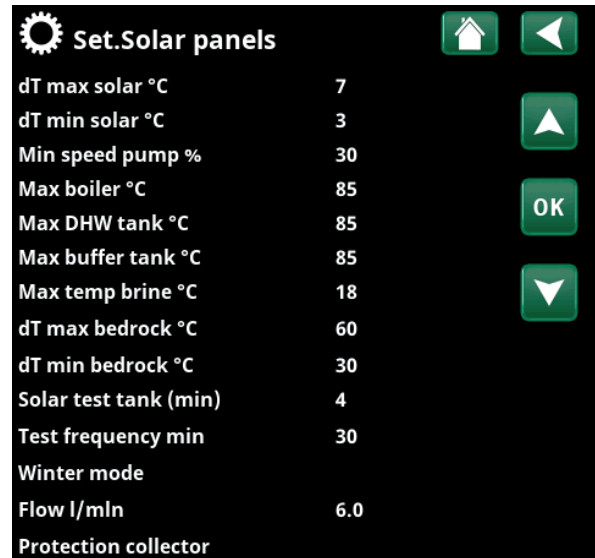 Set.Solar panels
dT max solar °C 7
dT min solar °C 3
Min speed pump % 30
Max boiler °C 85
OK
Max DHW tank °C 85
Max buffer tank °C 85
Max temp brine °C 18
dT max bedrock °C 60
dT min bedrock °C 30
Solar test tank (min) 4
Test frequency min 30
Winter mode
Flow l/mln 6.0
Protection collector